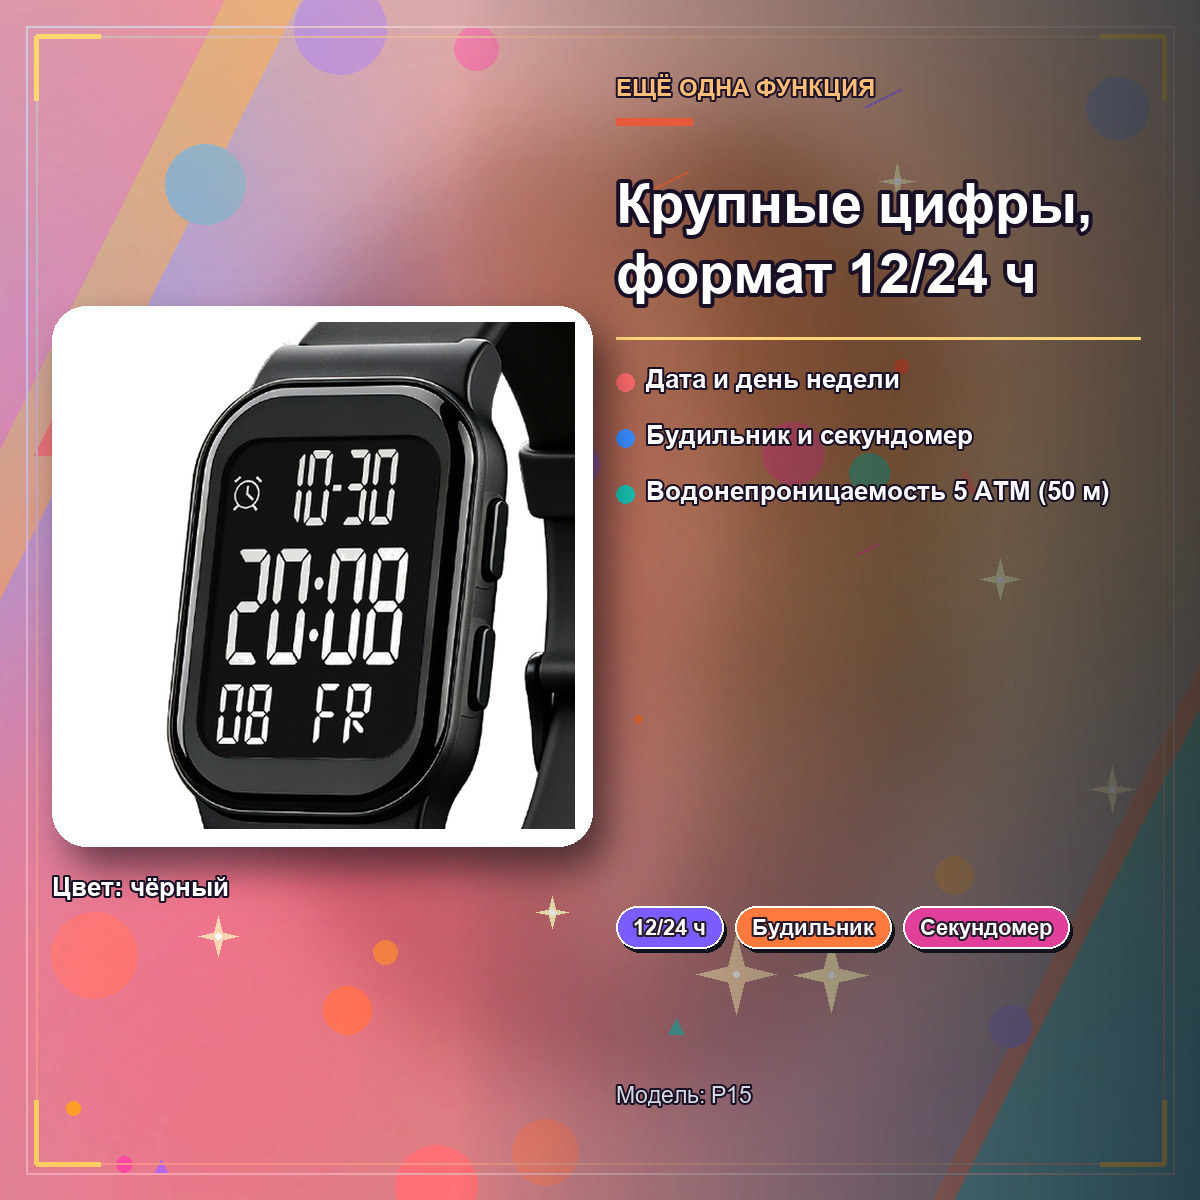 ЕЩЁ ОДНА ФУНКЦИЯ
Крупные цифры,
формат 12/24 ч
Дата и день недели
Будильник и секундомер
Водонепроницаемость 5 ATM (50 м)
10-30
20:08
08 FR
Цвет: чёрный
12/24 ч
Будильник
Секундомер
Модель: P15